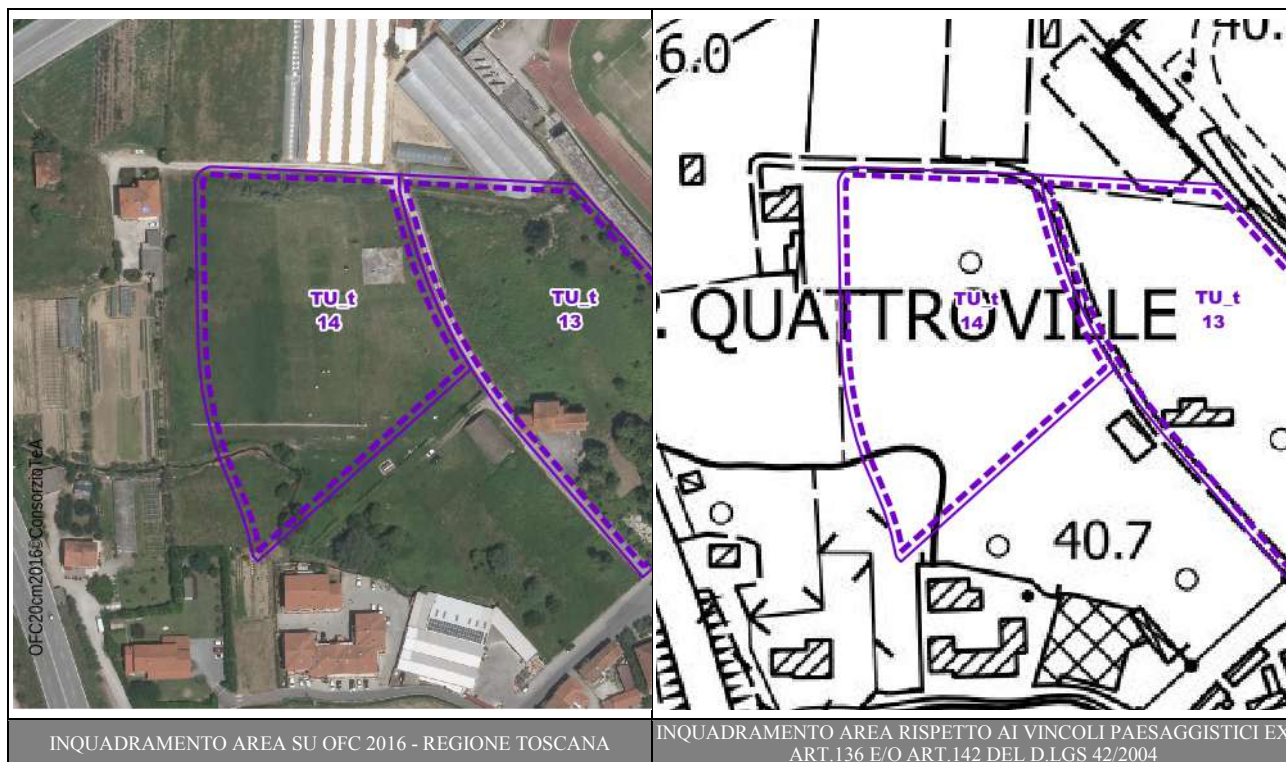 TU_t
14
TU_t
13
OFC20cm2016©ConsorzioTeA
INQUADRAMENTO AREA SU OFC 2016 - REGIONE TOSCANA
6.0
40.
. QUATTROVILLE
TU_t
14
TU_t
13
40.7
INQUADRAMENTO AREA RISPETTO AI VINCOLI PAESAGGISTICI EX
ART.136 E/O ART.142 DEL D.LGS 42/2004